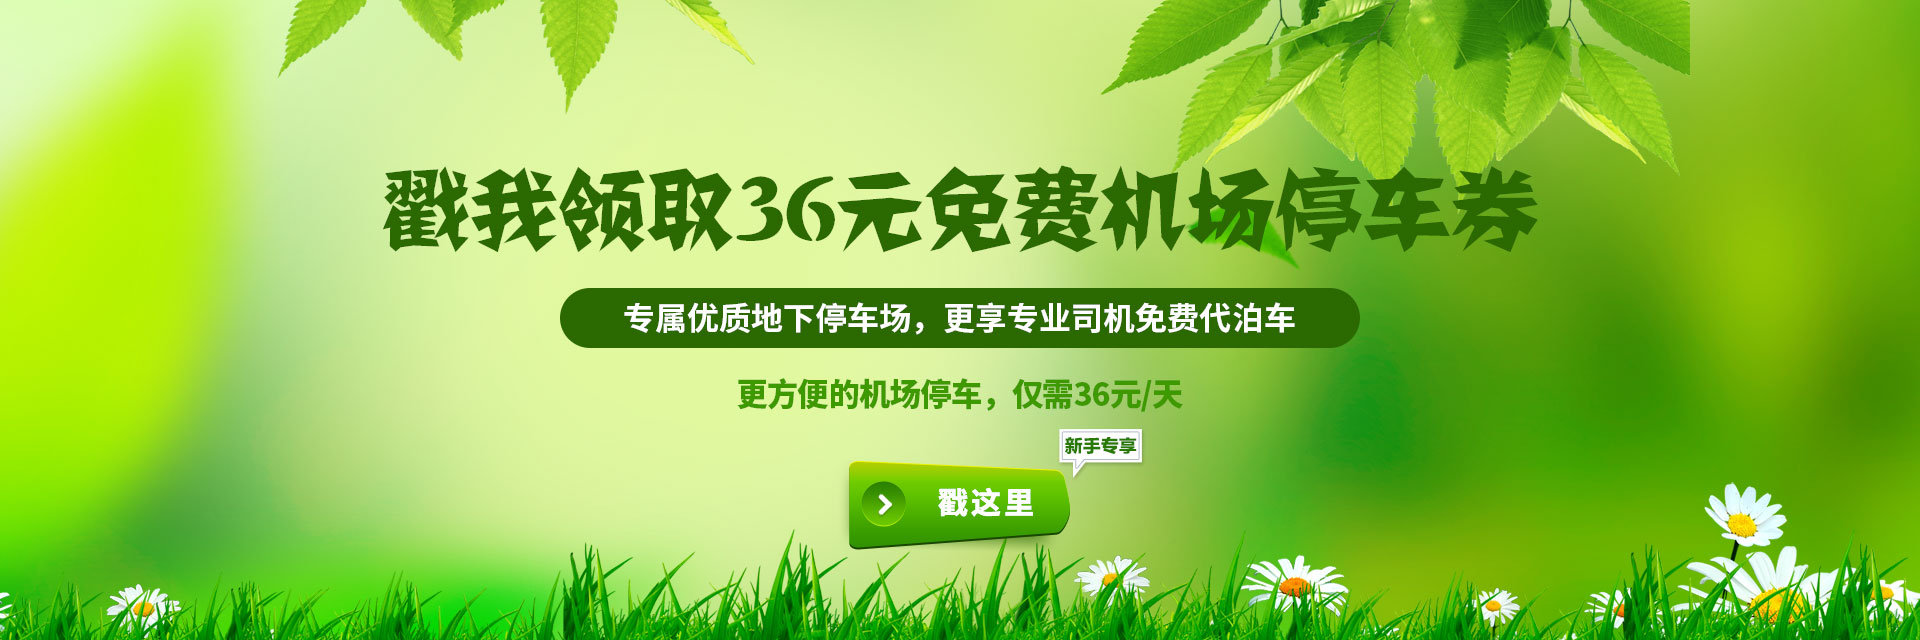 戳我领取36元免费机场停车券
专属优质地下停车场，更享专业司机免费代泊车
更方便的机场停车，仅需36元/天
新手专享
戳这里